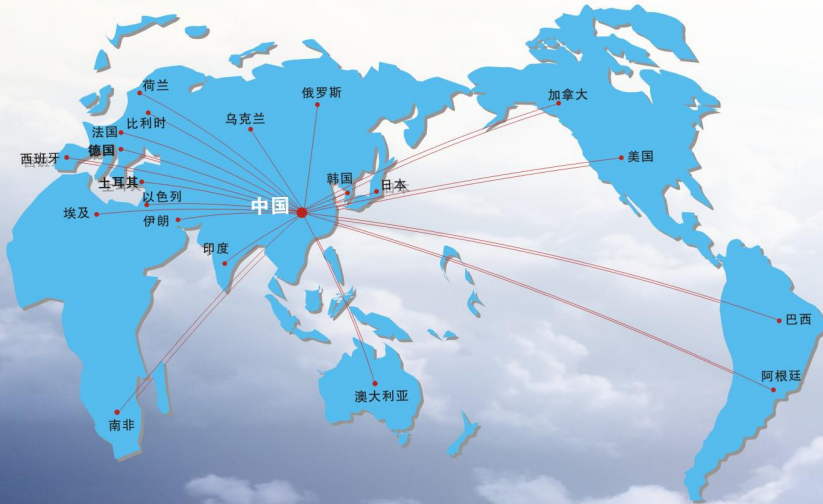 荷兰
俄罗斯
加拿大
比利时
乌克兰
法国
德国
西班牙
美国
韩国
日本
土耳其
以色列
中国
埃及
伊朗
印度
巴西
阿根廷
澳大利亚
南非